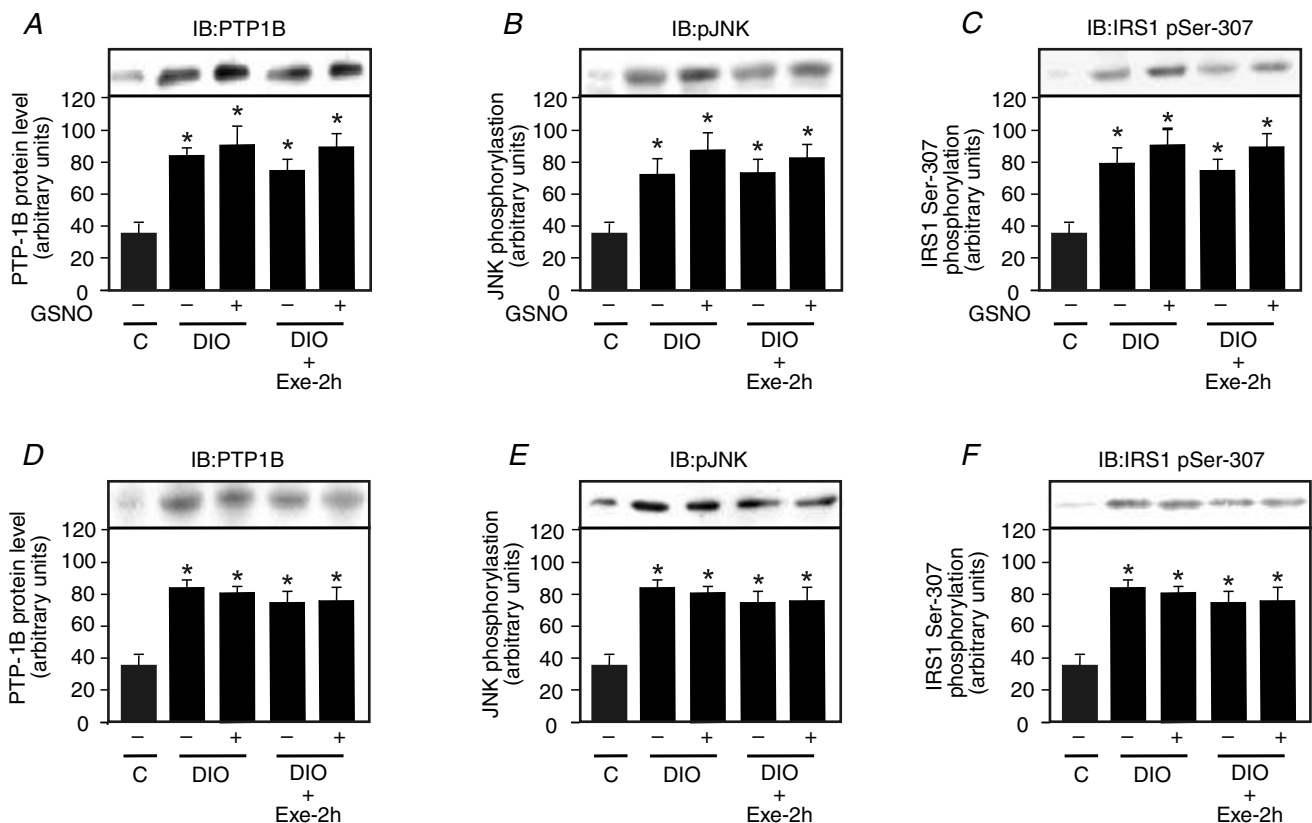 A
IB:PTP1B
PTP-1B protein level
(arbitrary units)
120
100
80
60
40
20
0
* * * *
GSNO
– – + – +
C DIO DIO
+
Exe-2h
B
IB:pJNK
JNK phosphorylastion
(arbitrary units)
120
100
80
60
40
20
0
* * * *
GSNO
– – + – +
C DIO DIO
+
Exe-2h
C
IB:IRS1 pSer-307
IRS1 Ser-307
phosphorylation
(arbitrary units)
120
100
80
60
40
20
0
* * * *
GSNO
– – + – +
C DIO DIO
+
Exe-2h
D
IB:PTP1B
PTP-1B protein level
(arbitrary units)
120
100
80
60
40
20
0
* * * *
– – + – +
C DIO DIO
+
Exe-2h
E
IB:pJNK
JNK phosphorylastion
(arbitrary units)
120
100
80
60
40
20
0
* * * *
– – + – +
C DIO DIO
+
Exe-2h
F
IB:IRS1 pSer-307
IRS1 Ser-307
phosphorylation
(arbitrary units)
120
100
80
60
40
20
0
* * * *
– – + – +
C DIO DIO
+
Exe-2h